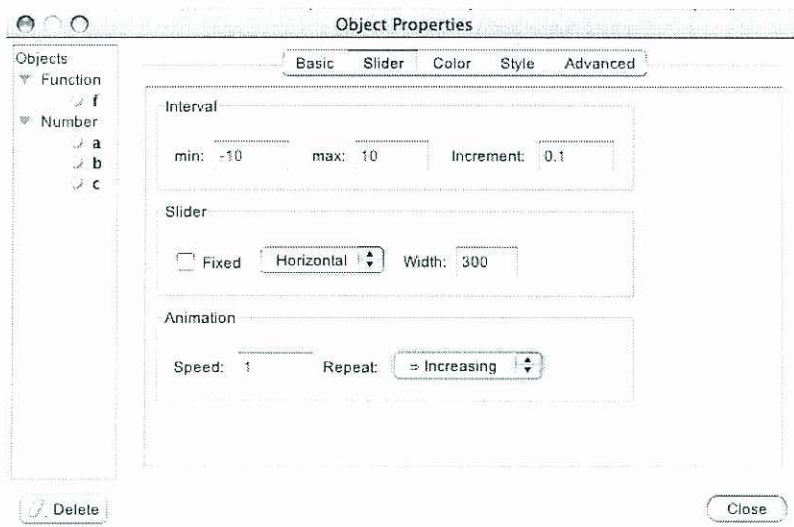 Object Properties
Objects
Function
f
Number
a
b
c
Basic Slider Color Style Advanced
Interval
min: -10 max: 10 Increment: 0.1
Slider
Fixed Horizontal Width: 300
Animation
Speed: 1 Repeat: ⇒ Increasing
Delete
Close